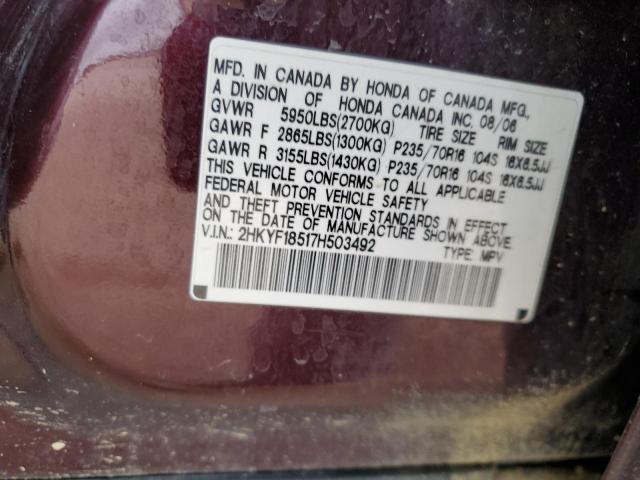 MFD. IN CANADA BY HONDA OF CANADA MFG.,
A DIVISION OF HONDA CANADA INC. 08/06
GVWR 5950LBS(2700KG) TIRE SIZE RIM SIZE
GAWR F 2865LBS(1300KG) P235/70R16 104S 16X6.5JJ
GAWR R 3155LBS(1430KG) P235/70R16 104S 16X6.5JJ
THIS VEHICLE CONFORMS TO ALL APPLICABLE
FEDERAL MOTOR VEHICLE SAFETY
AND THEFT PREVENTION STANDARDS IN EFFECT
ON THE DATE OF MANUFACTURE SHOWN ABOVE.
V.I.N.: 2HKYF18517H503492 TYPE: MPV